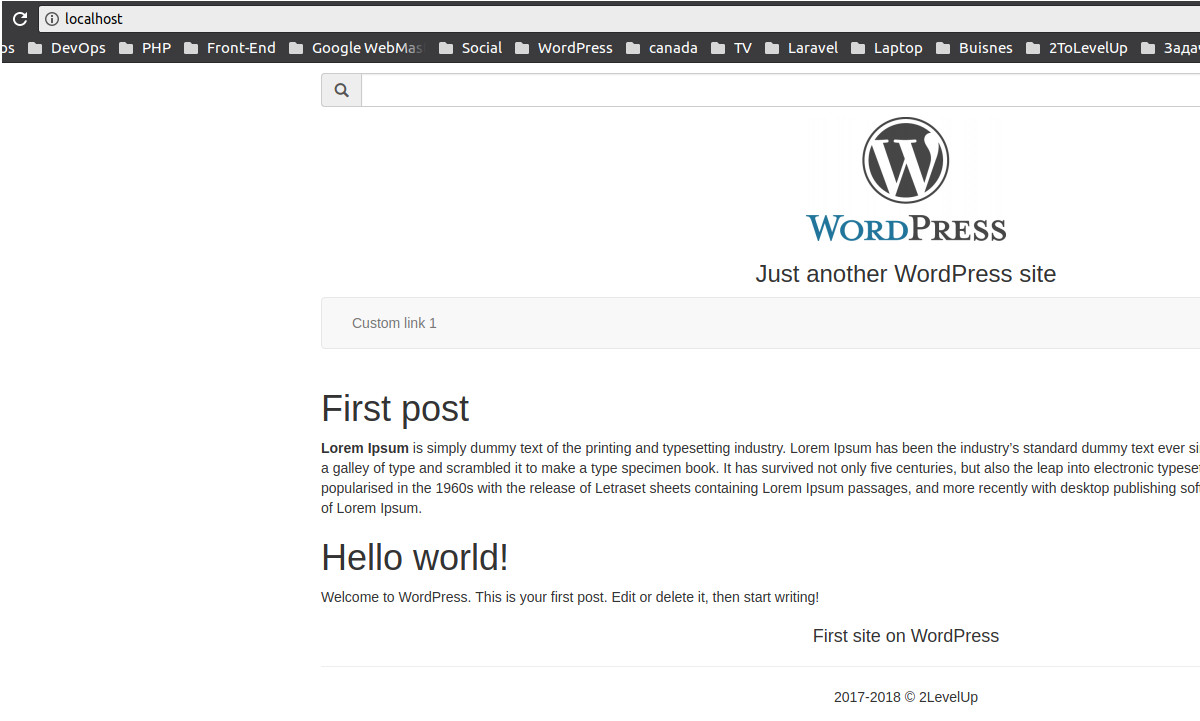 localhost
DevOps PHP Front-End Google WebMas Social WordPress canada TV Laravel Laptop Buisnes 2ToLevelUp
WORDPRESS
Just another WordPress site
Custom link 1
First post
Lorem Ipsum is simply dummy text of the printing and typesetting industry. Lorem Ipsum has been the industry’s standard dummy text ever
a galley of type and scrambled it to make a type specimen book. It has survived not only five centuries, but also the leap into electronic
popularised in the 1960s with the release of Letraset sheets containing Lorem Ipsum passages, and more recently with desktop publishing
of Lorem Ipsum.
Hello world!
Welcome to WordPress. This is your first post. Edit or delete it, then start writing!
First site on WordPress
2017-2018 © 2LevelUp